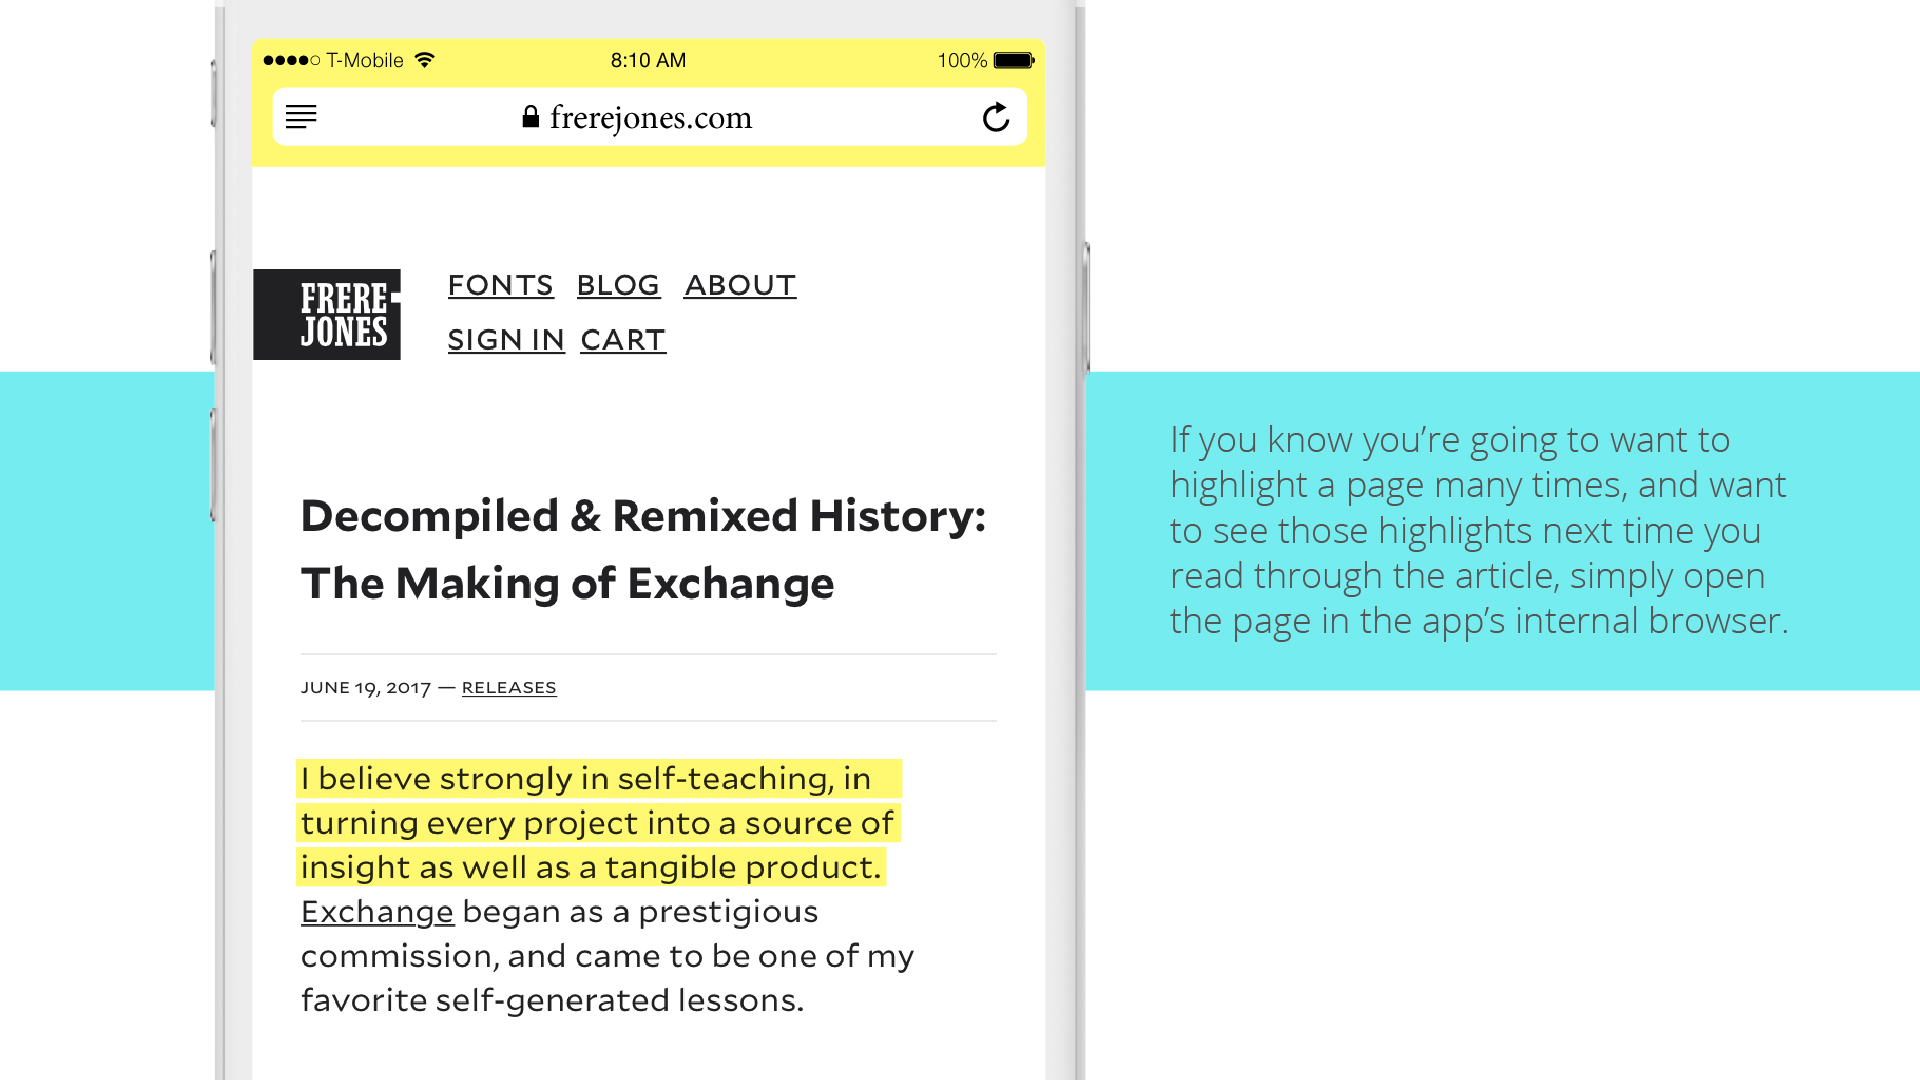 T-Mobile 8:10 AM 100%
frerejones.com
FRERE-
JONES
FONTS BLOG ABOUT
SIGN IN CART
Decompiled & Remixed History:
The Making of Exchange
JUNE 19, 2017 — RELEASES
I believe strongly in self-teaching, in
turning every project into a source of
insight as well as a tangible product.
Exchange began as a prestigious
commission, and came to be one of my
favorite self-generated lessons.
If you know you’re going to want to
highlight a page many times, and want
to see those highlights next time you
read through the article, simply open
the page in the app’s internal browser.